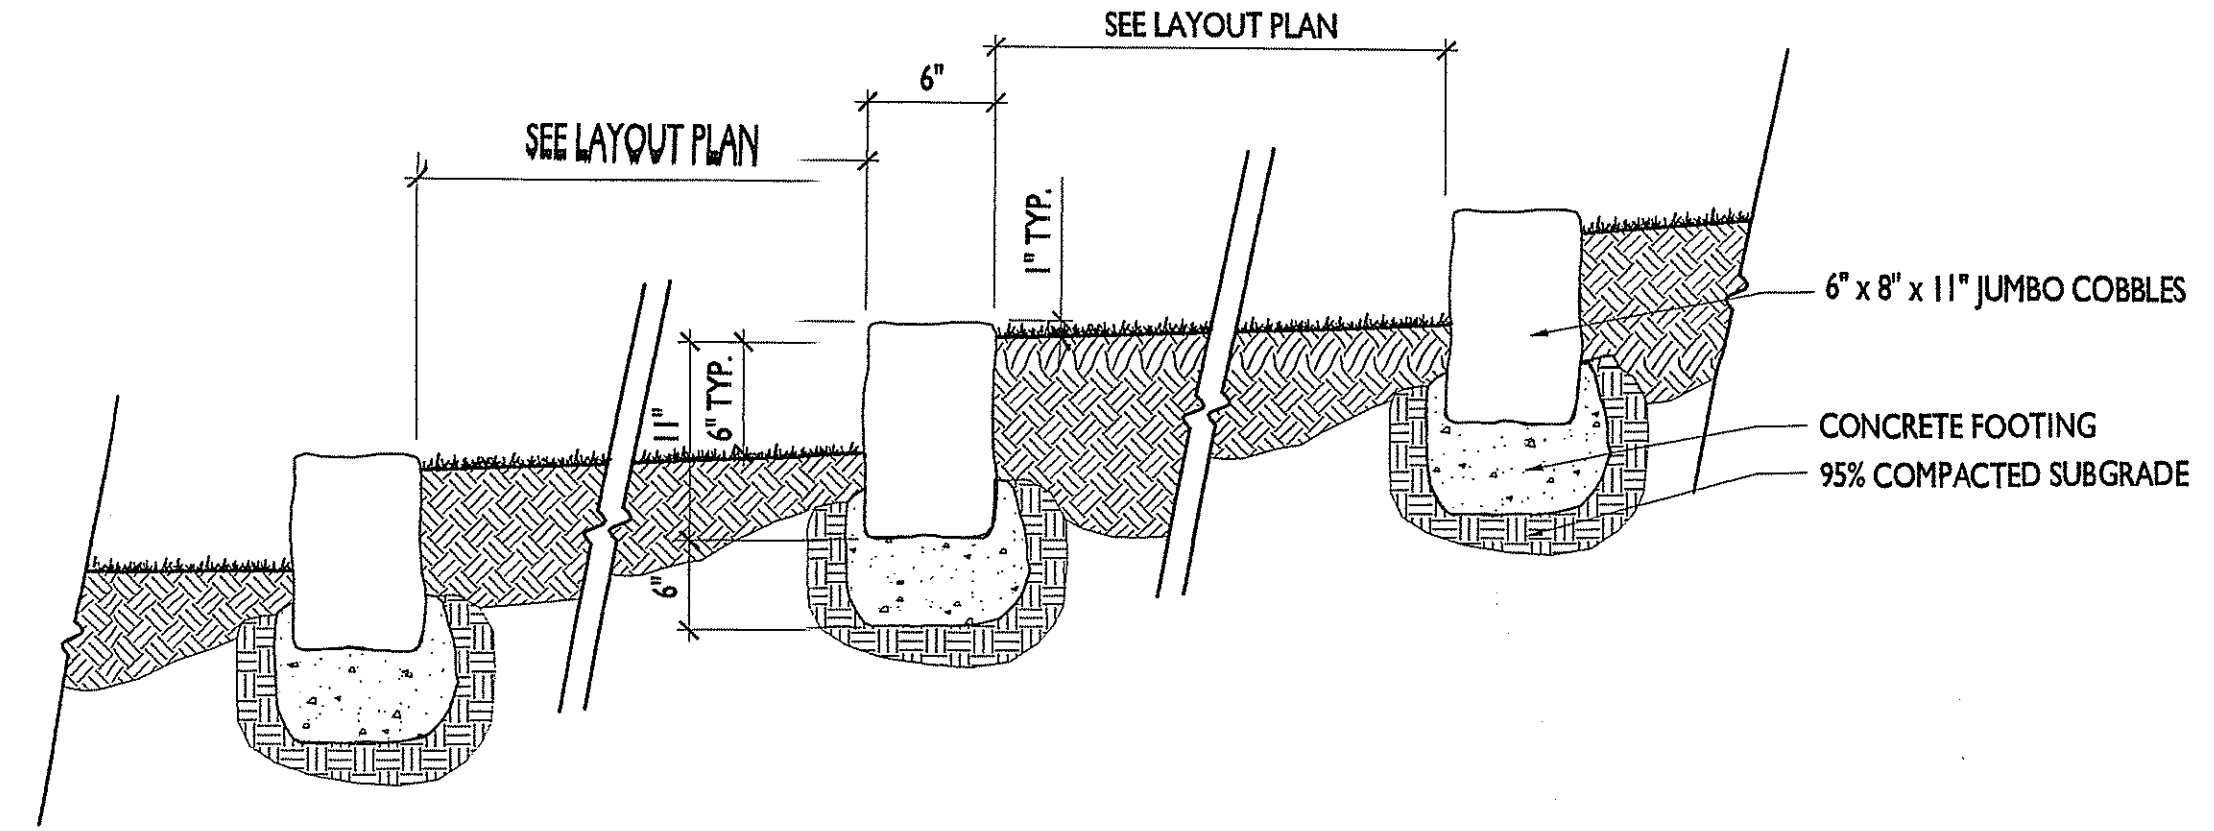 SEE LAYOUT PLAN
6"
SEE LAYOUT PLAN
1" TYP.
6" x 8" x 11" JUMBO COBBLES
11"
6" TYP.
CONCRETE FOOTING
95% COMPACTED SUBGRADE
6"